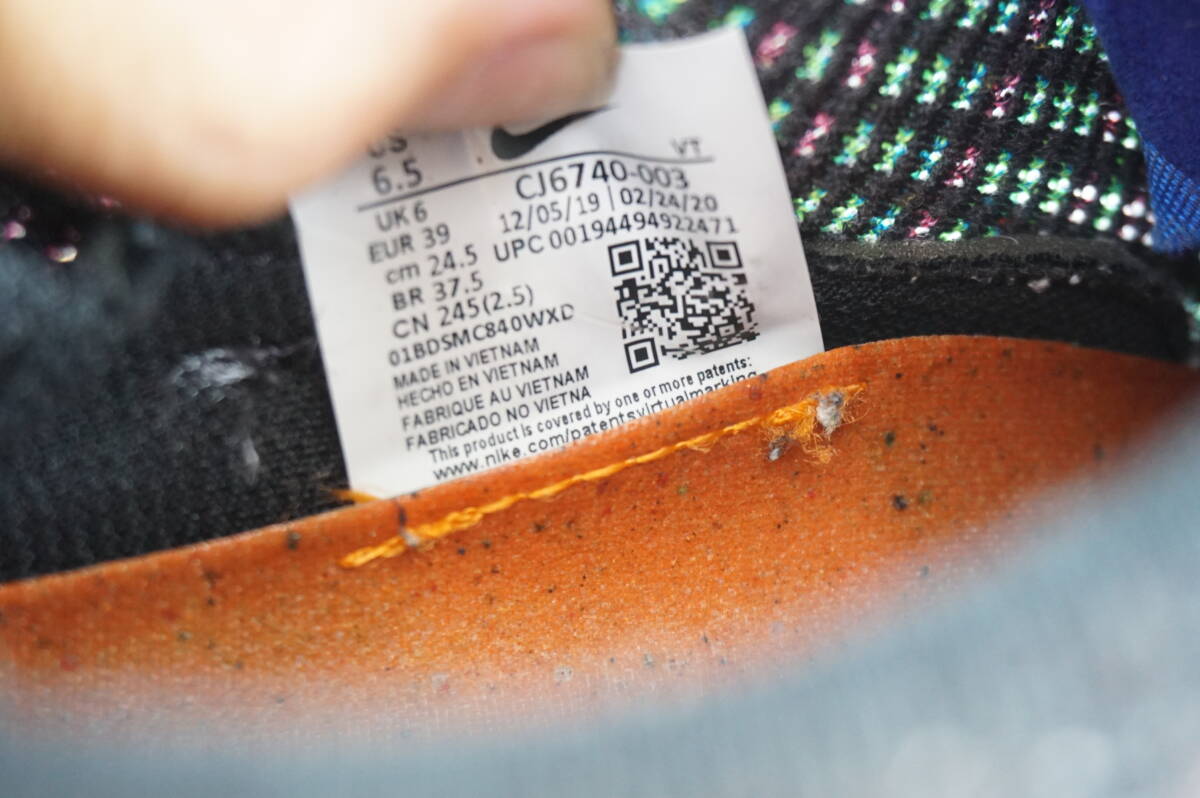 US
6.5
VT
CJ6740-003
12/05/19 | 02/24/20
UPC 00194494922471
UK 6
EUR 39
cm 24.5
BR 37.5
CN 245(2.5)
01BDSMC840WXD
MADE IN VIETNAM
HECHO EN VIETNAM
FABRIQUE AU VIETNAM
FABRICADO NO VIETNA
This product is covered by one or more patents:
www.nike.com/patentsvirtualmarking